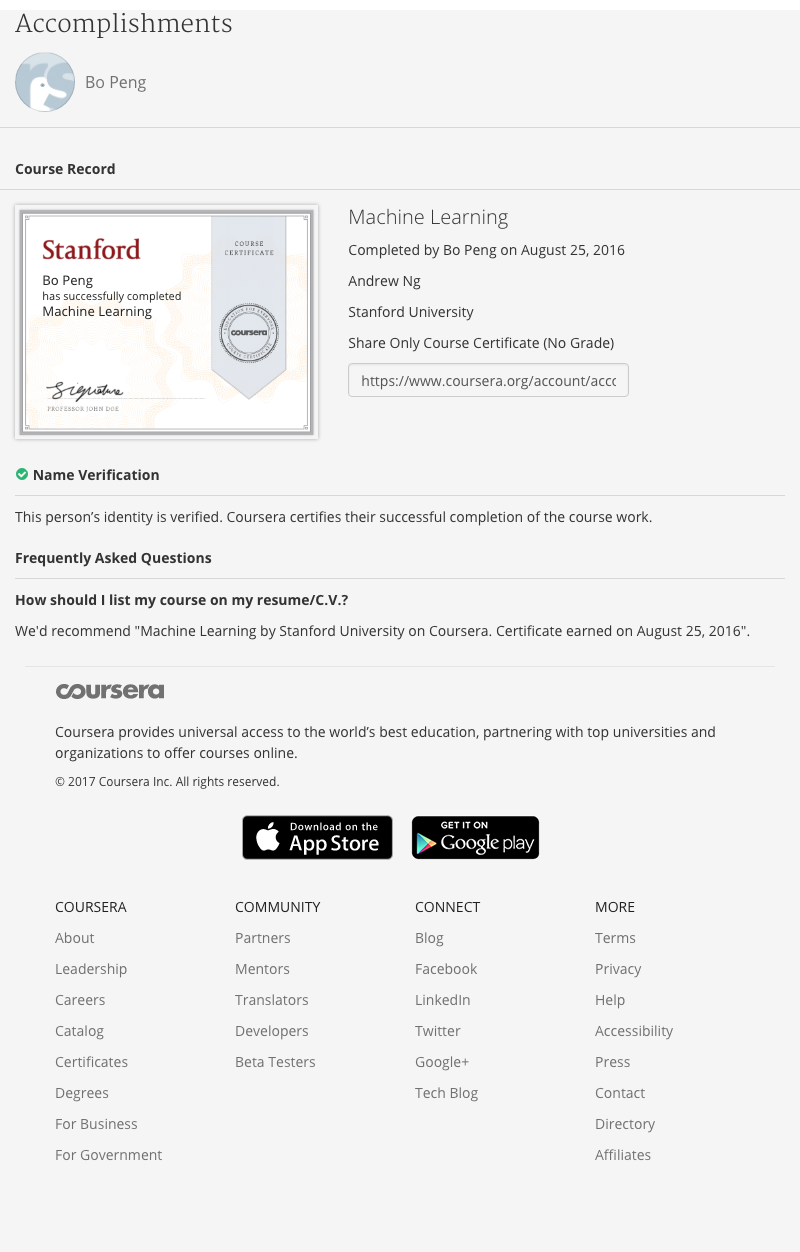 Accomplishments
Bo Peng
Course Record
Stanford
Bo Peng
has successfully completed
Machine Learning
COURSE
CERTIFICATE
EDUCATION FOR EVERYONE
coursera
COURSE CERTIFICATE
Signature
PROFESSOR JOHN DOE
Machine Learning
Completed by Bo Peng on August 25, 2016
Andrew Ng
Stanford University
Share Only Course Certificate (No Grade)
https://www.coursera.org/account/accc
Name Verification
This person’s identity is verified. Coursera certifies their successful completion of the course work.
Frequently Asked Questions
How should I list my course on my resume/C.V.?
We'd recommend "Machine Learning by Stanford University on Coursera. Certificate earned on August 25, 2016".
coursera
Coursera provides universal access to the world’s best education, partnering with top universities and
organizations to offer courses online.
© 2017 Coursera Inc. All rights reserved.
Download on the
App Store
GET IT ON
Google play
COURSERA
About
Leadership
Careers
Catalog
Certificates
Degrees
For Business
For Government
COMMUNITY
Partners
Mentors
Translators
Developers
Beta Testers
CONNECT
Blog
Facebook
LinkedIn
Twitter
Google+
Tech Blog
MORE
Terms
Privacy
Help
Accessibility
Press
Contact
Directory
Affiliates